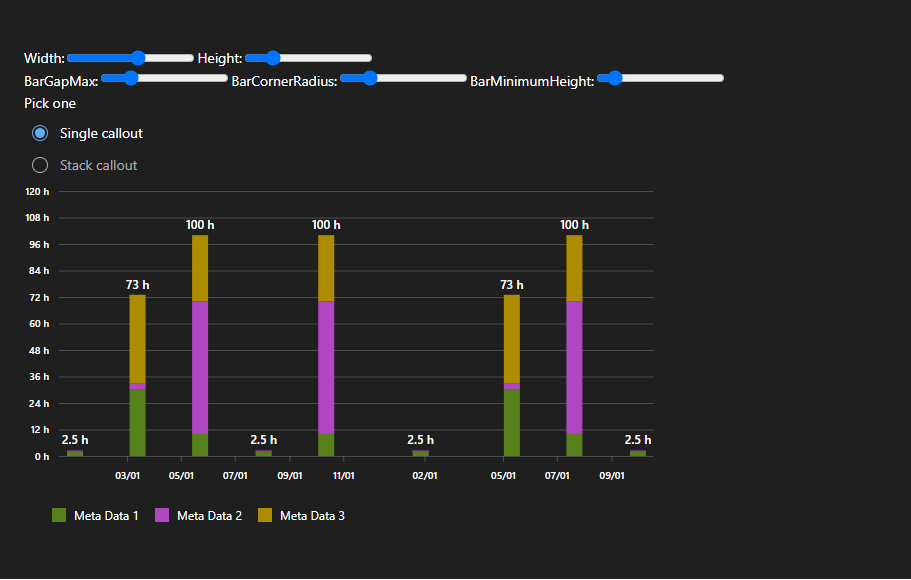 Width: Height:
BarGapMax: BarCornerRadius: BarMinimumHeight:
Pick one
Single callout
Stack callout
120 h
108 h
96 h
84 h
72 h
60 h
48 h
36 h
24 h
12 h
0 h
2.5 h 73 h 100 h 2.5 h 100 h 2.5 h 73 h 100 h 2.5 h
03/01 05/01 07/01 09/01 11/01 02/01 05/01 07/01 09/01
Meta Data 1 Meta Data 2 Meta Data 3